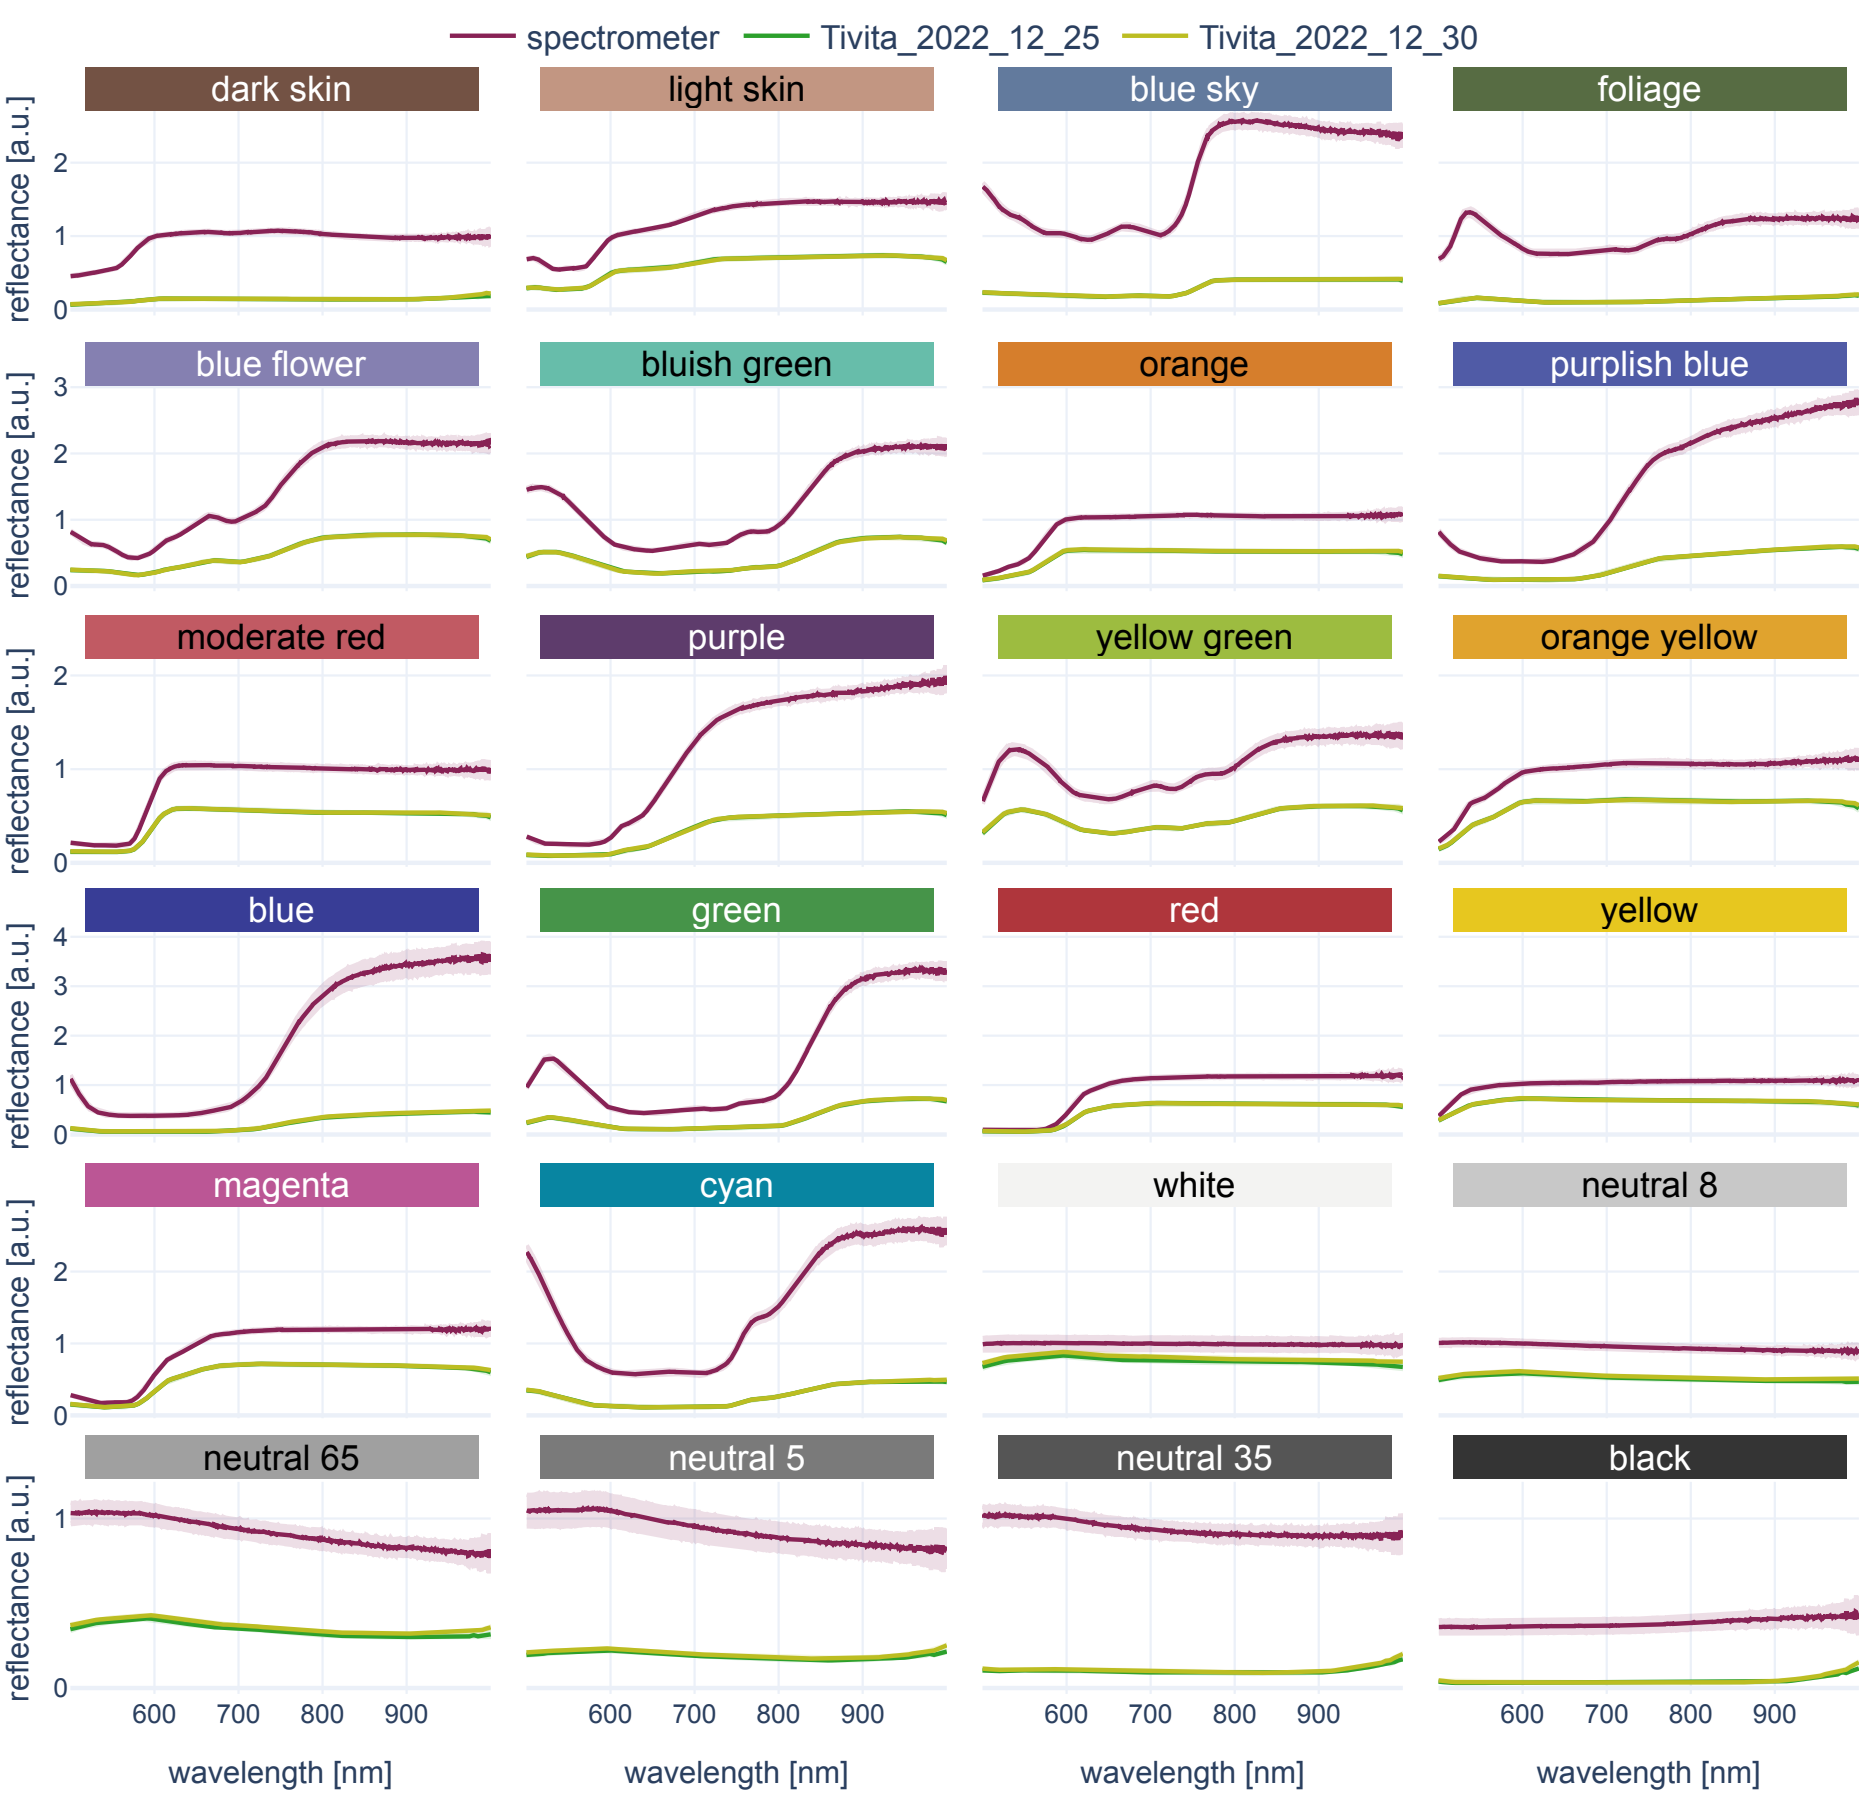 spectrometer Tivita_2022_12_25 Tivita_2022_12_30
dark skin light skin blue sky foliage
reflectance [a.u.]
2
1
0
blue flower bluish green orange purplish blue
reflectance [a.u.]
3
2
1
0
moderate red purple yellow green orange yellow
reflectance [a.u.]
2
1
0
blue green red yellow
reflectance [a.u.]
4
3
2
1
0
magenta cyan white neutral 8
reflectance [a.u.]
2
1
0
neutral 65 neutral 5 neutral 35 black
reflectance [a.u.]
1
0
600 700 800 900 600 700 800 900 600 700 800 900 600 700 800 900
wavelength [nm] wavelength [nm] wavelength [nm] wavelength [nm]